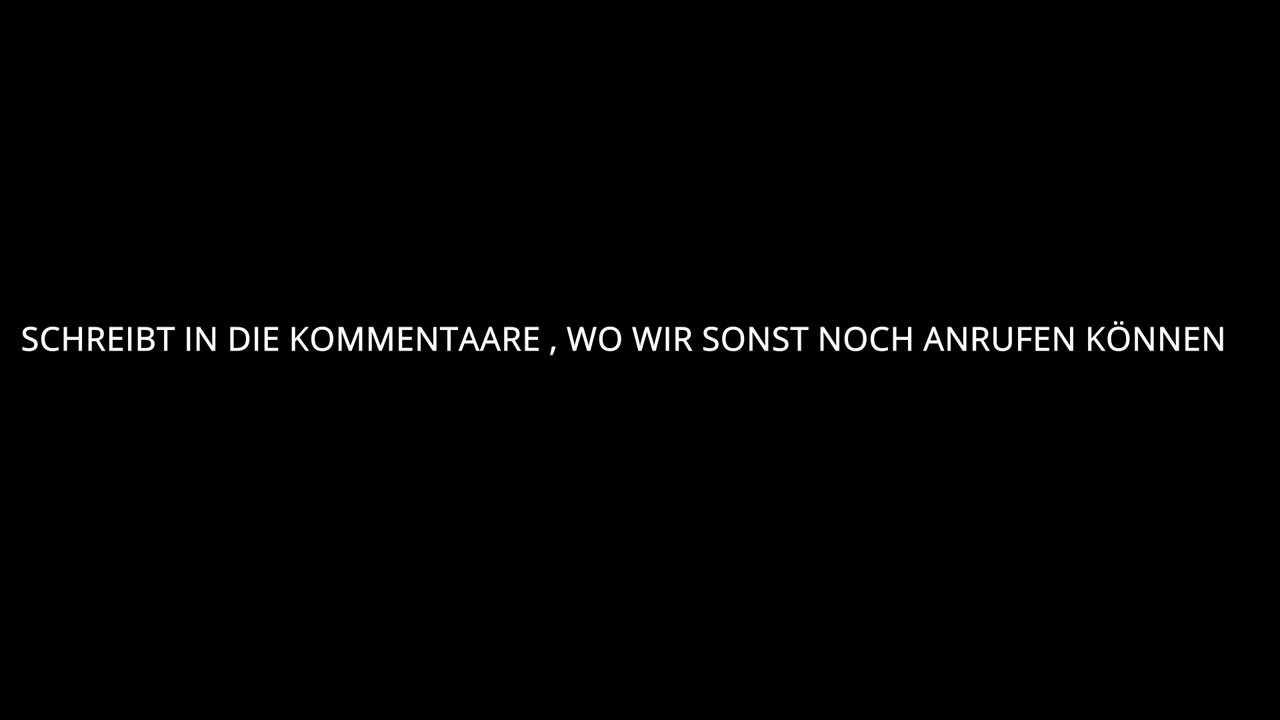 SCHREIBT IN DIE KOMMENTAARE , WO WIR SONST NOCH ANRUFEN KÖNNEN